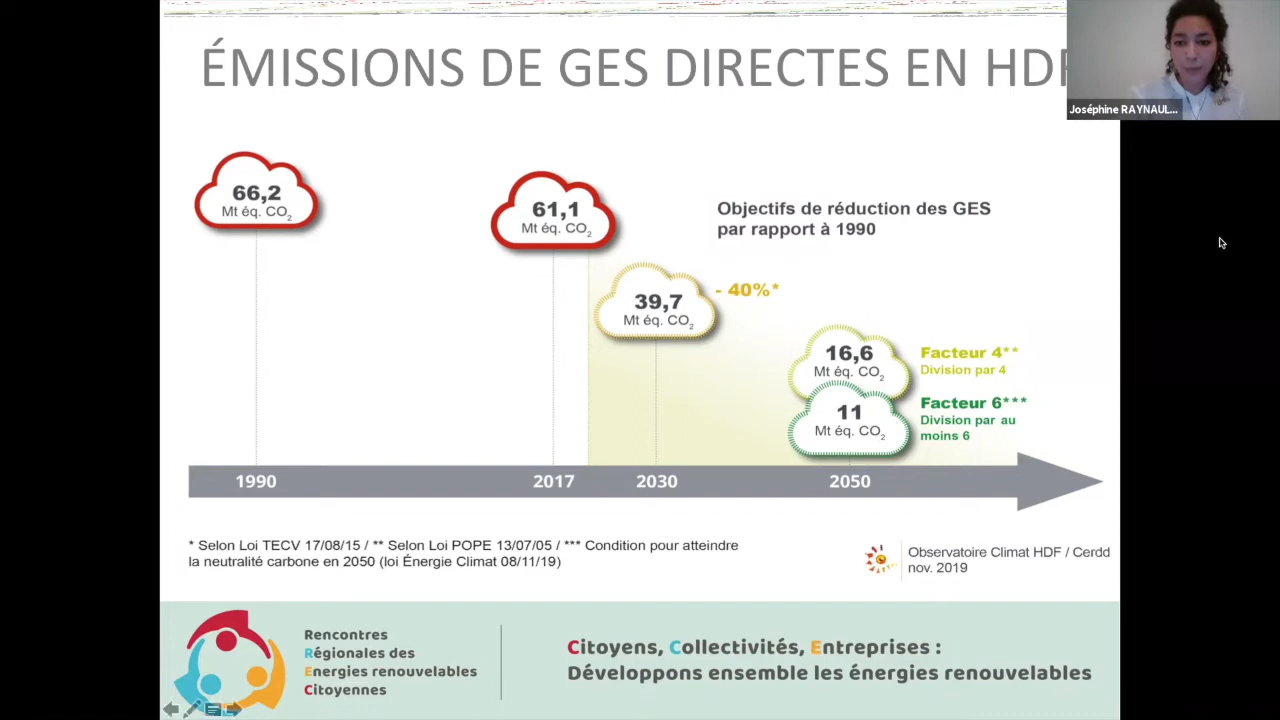 ÉMISSIONS DE GES DIRECTES EN HDF
Joséphine RAYNAUL...
66,2
Mt éq. CO2
61,1
Mt éq. CO2
Objectifs de réduction des GES
par rapport à 1990
39,7
Mt éq. CO2
- 40%*
16,6
Mt éq. CO2
Facteur 4**
Division par 4
11
Mt éq. CO2
Facteur 6***
Division par au
moins 6
1990
2017
2030
2050
* Selon Loi TECV 17/08/15 / ** Selon Loi POPE 13/07/05 / *** Condition pour atteindre
la neutralité carbone en 2050 (loi Énergie Climat 08/11/19)
Observatoire Climat HDF / Cerdd
nov. 2019
Rencontres
Régionales des
Energies renouvelables
Citoyennes
Citoyens, Collectivités, Entreprises :
Développons ensemble les énergies renouvelables